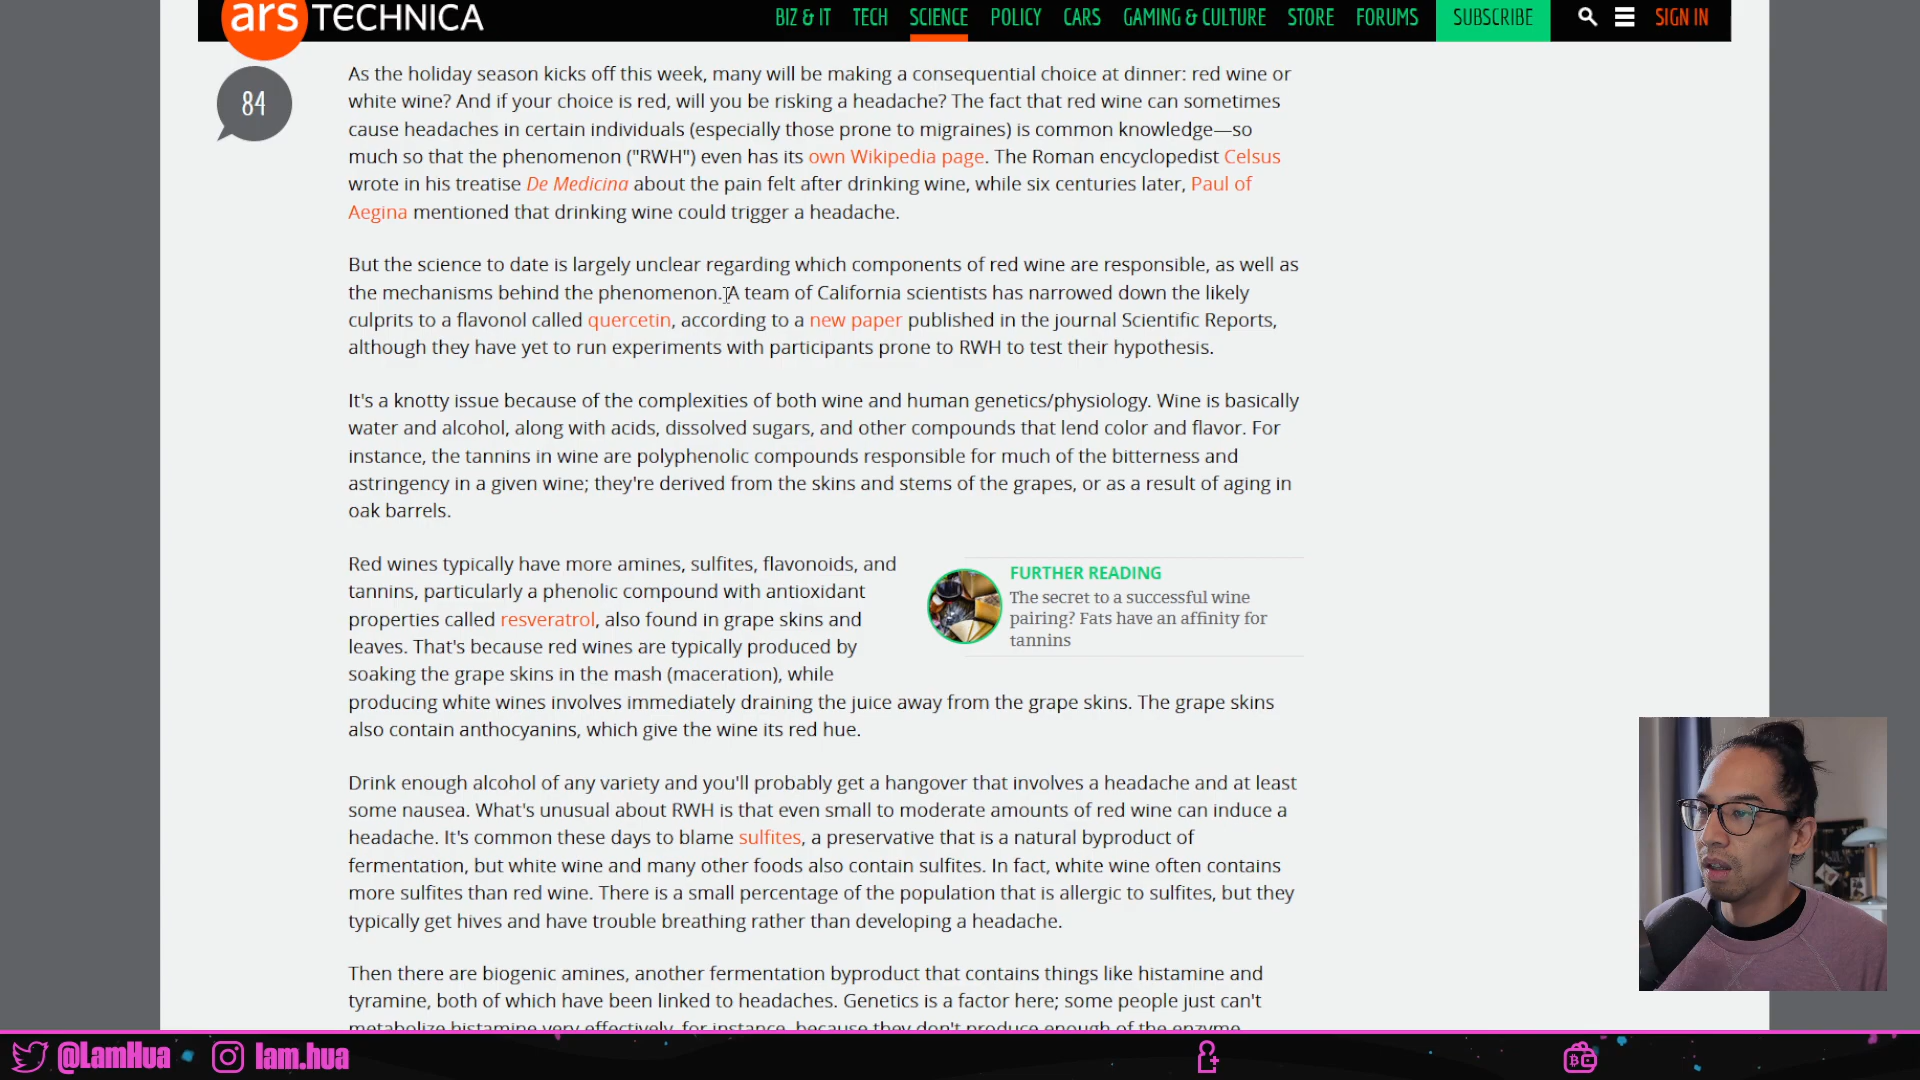 ars TECHNICA
BIZ & IT TECH SCIENCE POLICY CARS GAMING & CULTURE STORE FORUMS SUBSCRIBE SIGN IN
84
As the holiday season kicks off this week, many will be making a consequential choice at dinner: red wine or
white wine? And if your choice is red, will you be risking a headache? The fact that red wine can sometimes
cause headaches in certain individuals (especially those prone to migraines) is common knowledge—so
much so that the phenomenon ("RWH") even has its own Wikipedia page. The Roman encyclopedist Celsus
wrote in his treatise De Medicina about the pain felt after drinking wine, while six centuries later, Paul of
Aegina mentioned that drinking wine could trigger a headache.
But the science to date is largely unclear regarding which components of red wine are responsible, as well as
the mechanisms behind the phenomenon. A team of California scientists has narrowed down the likely
culprits to a flavonol called quercetin, according to a new paper published in the journal Scientific Reports,
although they have yet to run experiments with participants prone to RWH to test their hypothesis.
It's a knotty issue because of the complexities of both wine and human genetics/physiology. Wine is basically
water and alcohol, along with acids, dissolved sugars, and other compounds that lend color and flavor. For
instance, the tannins in wine are polyphenolic compounds responsible for much of the bitterness and
astringency in a given wine; they're derived from the skins and stems of the grapes, or as a result of aging in
oak barrels.
Red wines typically have more amines, sulfites, flavonoids, and
tannins, particularly a phenolic compound with antioxidant
properties called resveratrol, also found in grape skins and
leaves. That's because red wines are typically produced by
soaking the grape skins in the mash (maceration), while
producing white wines involves immediately draining the juice away from the grape skins. The grape skins
also contain anthocyanins, which give the wine its red hue.
FURTHER READING
The secret to a successful wine
pairing? Fats have an affinity for
tannins
Drink enough alcohol of any variety and you'll probably get a hangover that involves a headache and at least
some nausea. What's unusual about RWH is that even small to moderate amounts of red wine can induce a
headache. It's common these days to blame sulfites, a preservative that is a natural byproduct of
fermentation, but white wine and many other foods also contain sulfites. In fact, white wine often contains
more sulfites than red wine. There is a small percentage of the population that is allergic to sulfites, but they
typically get hives and have trouble breathing rather than developing a headache.
Then there are biogenic amines, another fermentation byproduct that contains things like histamine and
tyramine, both of which have been linked to headaches. Genetics is a factor here; some people just can't
metabolize histamine very effectively, for instance, because they don't produce enough of the enzyme
@LamHua lam.hua